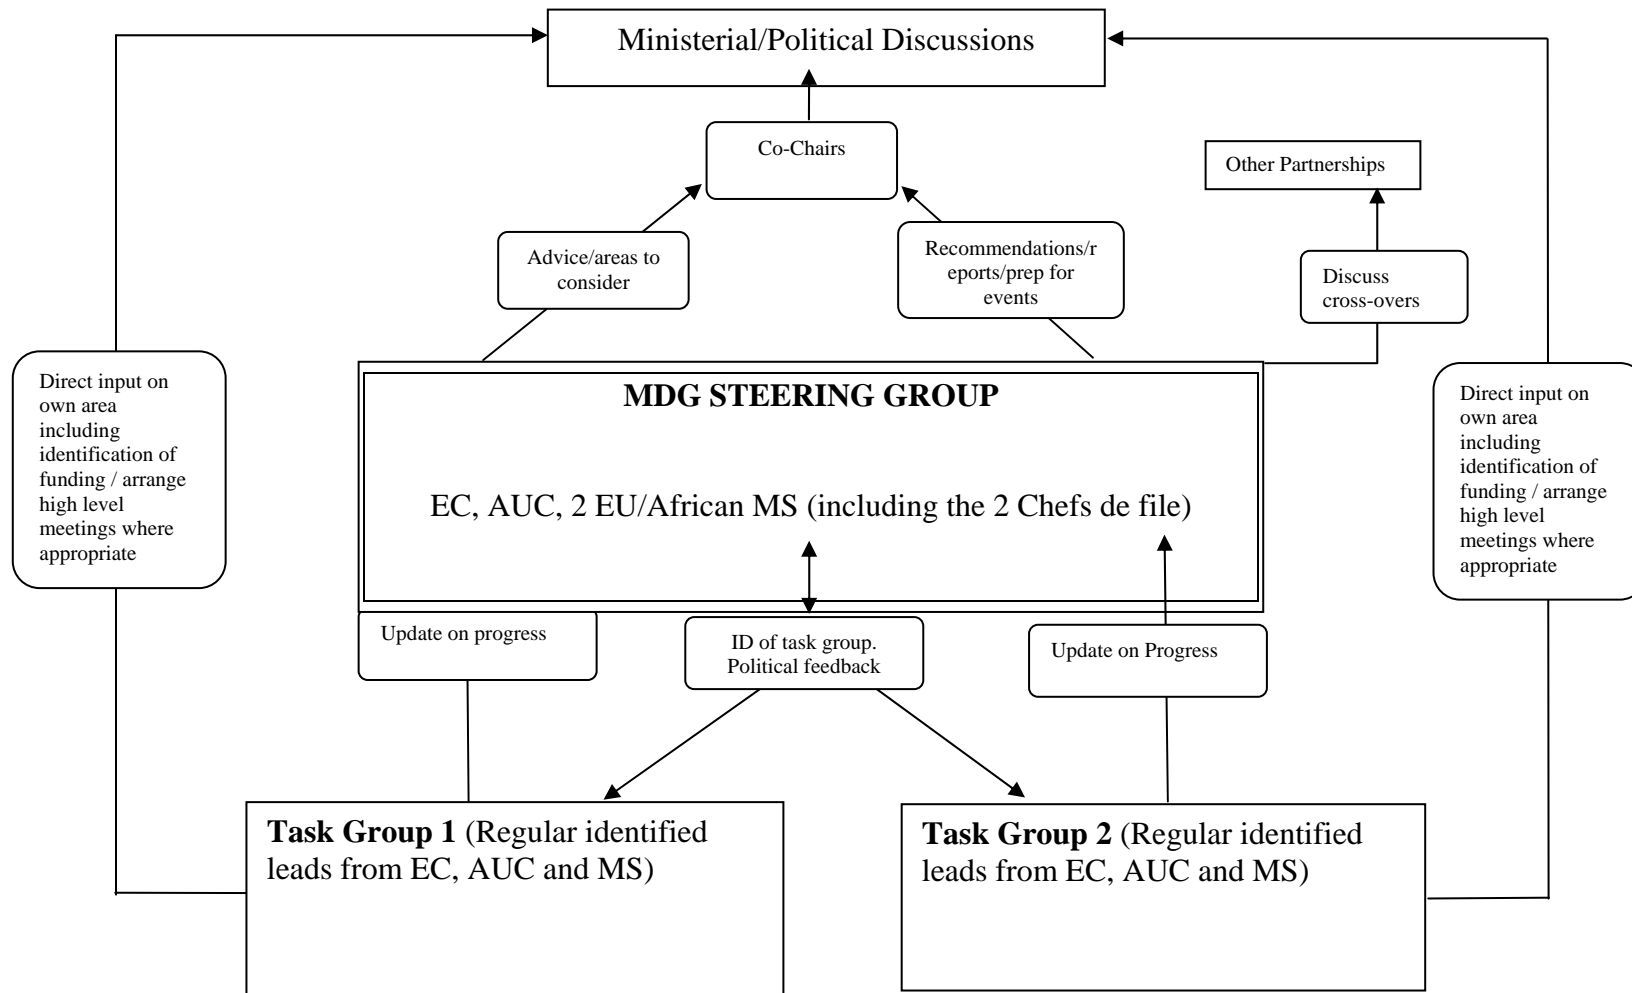 Ministerial/Political Discussions
Co-Chairs
Other Partnerships
Advice/areas to
consider
Recommendations/r
eports/prep for
events
Discuss
cross-overs
Direct input on
own area
including
identification of
funding / arrange
high level
meetings where
appropriate
MDG STEERING GROUP
EC, AUC, 2 EU/African MS (including the 2 Chefs de file)
Direct input on
own area
including
identification of
funding / arrange
high level
meetings where
appropriate
Update on progress
ID of task group.
Political feedback
Update on Progress
Task Group 1 (Regular identified
leads from EC, AUC and MS)
Task Group 2 (Regular identified
leads from EC, AUC and MS)